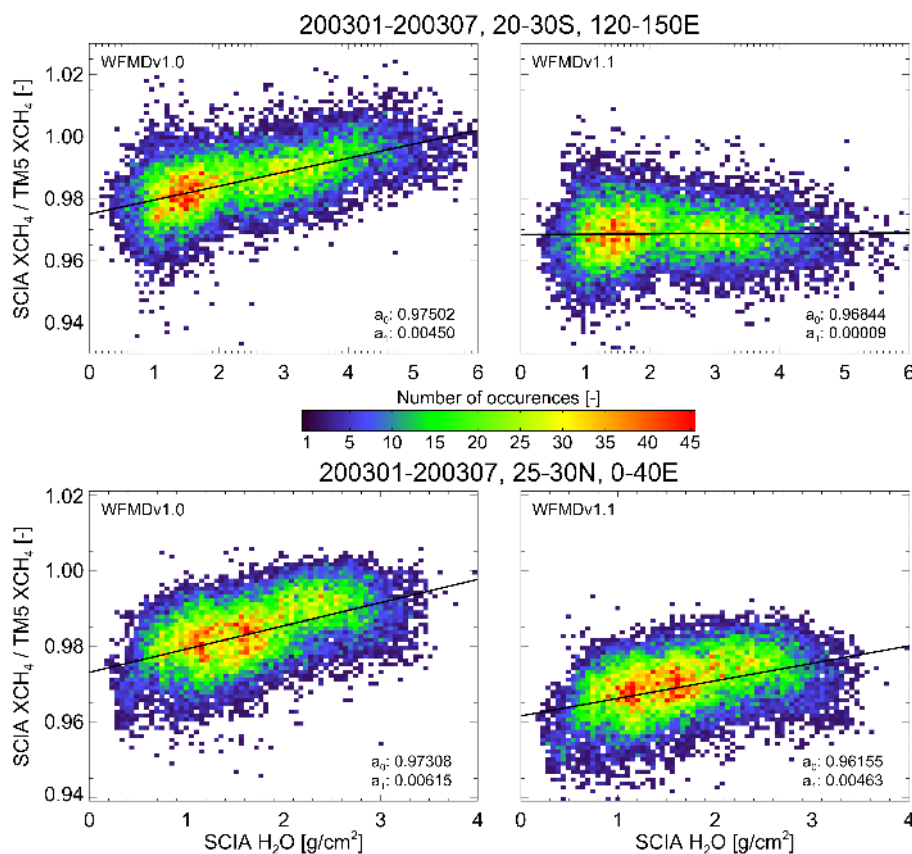 200301-200307, 20-30S, 120-150E
WFMDv1.0
WFMDv1.1
SCIA XCH₄ / TM5 XCH₄ [-]
1.02
1.00
0.98
0.96
0.94
a₀: 0.97502
a₁: 0.00450
a₀: 0.96844
a₁: 0.00009
0 1 2 3 4 5 6 0 1 2 3 4 5 6
Number of occurences [-]
1 5 10 15 20 25 30 35 40 45
200301-200307, 25-30N, 0-40E
WFMDv1.0
WFMDv1.1
SCIA XCH₄ / TM5 XCH₄ [-]
1.02
1.00
0.98
0.96
0.94
a₀: 0.97308
a₁: 0.00615
a₀: 0.96155
a₁: 0.00463
0 1 2 3 4 0 1 2 3 4
SCIA H₂O [g/cm²]
SCIA H₂O [g/cm²]